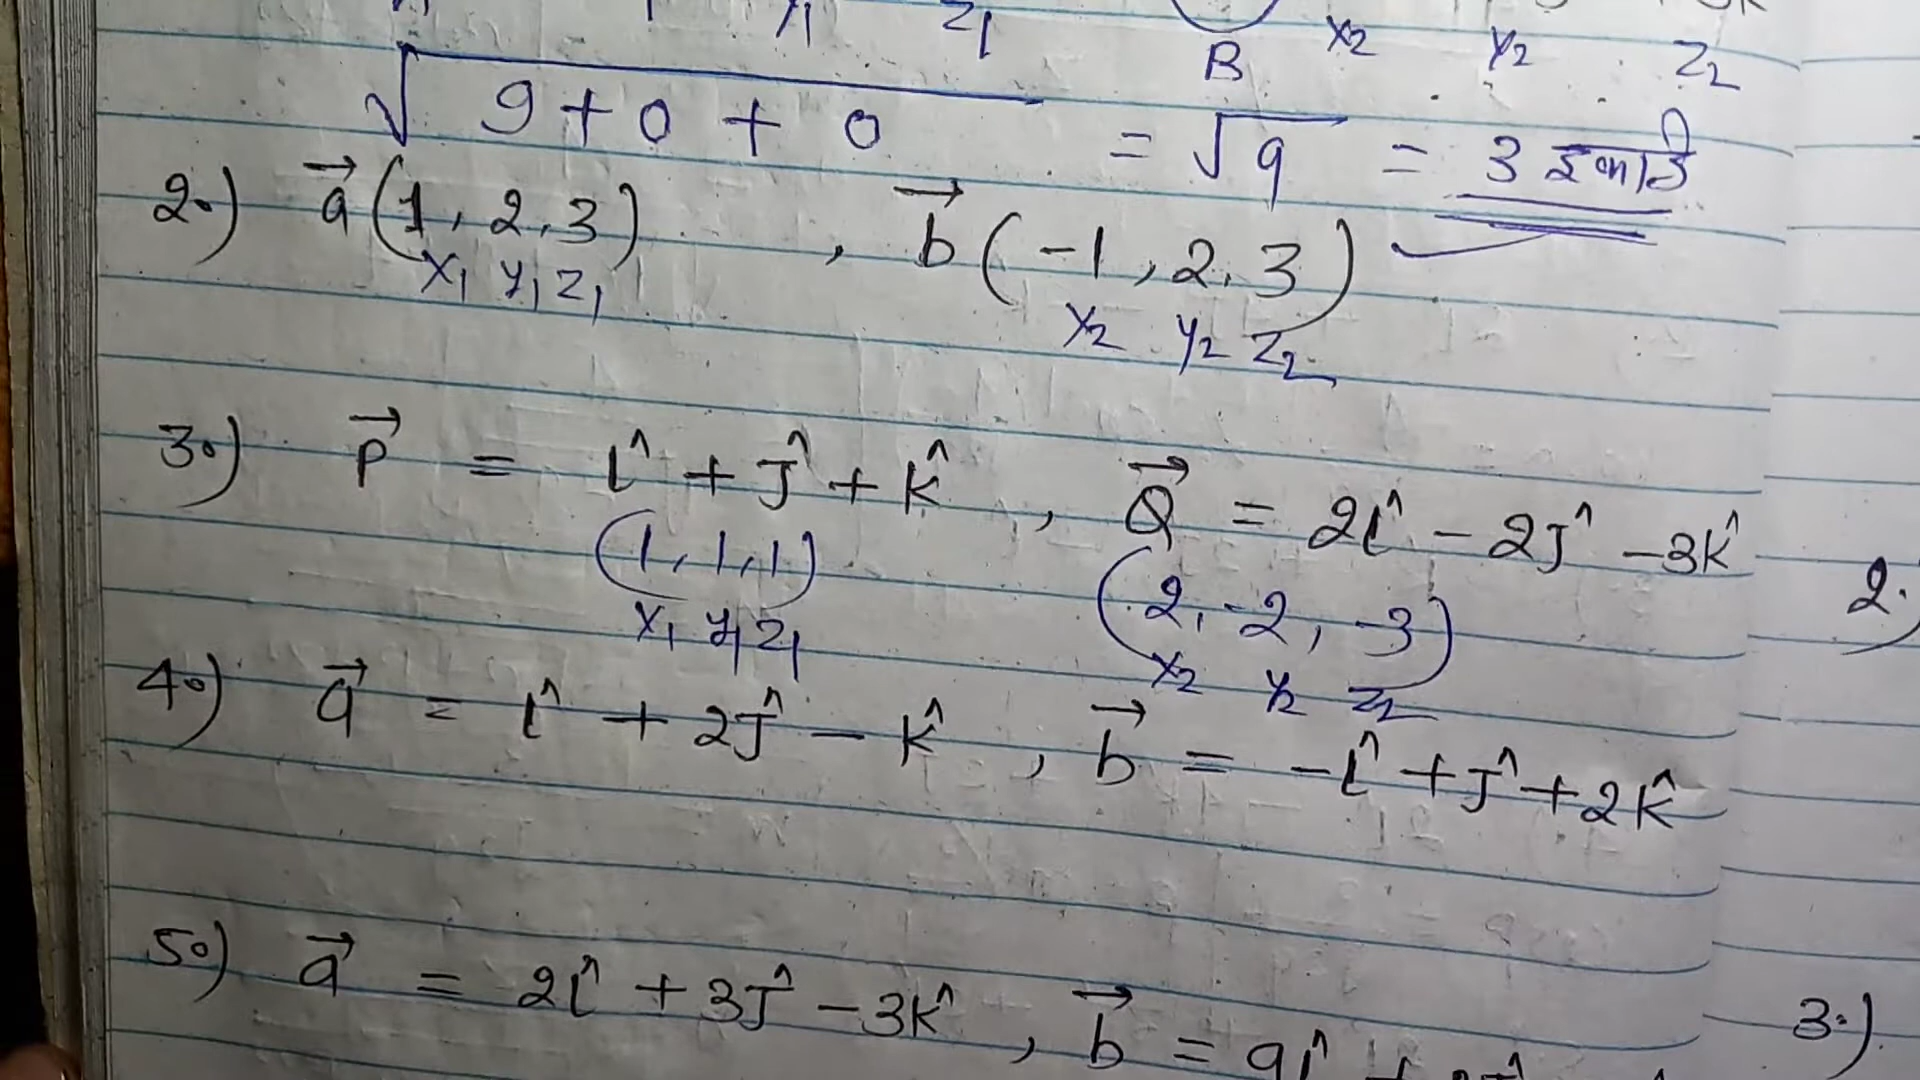 y₁ z₁ B x₂ y₂ z₂
√9+0+0 = √9 = 3 इकाई
2.) a⃗(1, 2, 3) , b⃗(-1, 2, 3)
x₁ y₁ z₁ x₂ y₂ z₂
3.) P⃗ = î + ĵ + k̂ , Q⃗ = 2î - 2ĵ - 3k̂
(1, 1, 1) (2, -2, -3)
x₁ y₁ z₁ x₂ y₂ z₂
4.) a⃗ = î + 2ĵ - k̂ , b⃗ = -î + ĵ + 2k̂
5.) a⃗ = 2î + 3ĵ - 3k̂ , b⃗ = 9î +
2.)
3.)